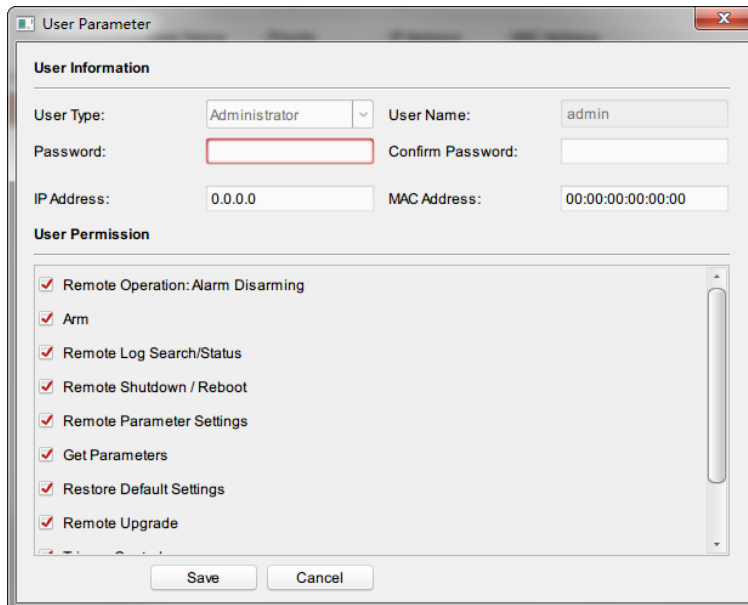 User Parameter
User Information
User Type: Administrator User Name: admin
Password: Confirm Password:
IP Address: 0.0.0.0 MAC Address: 00:00:00:00:00:00
User Permission
Remote Operation: Alarm Disarming
Arm
Remote Log Search/Status
Remote Shutdown / Reboot
Remote Parameter Settings
Get Parameters
Restore Default Settings
Remote Upgrade
Save Cancel